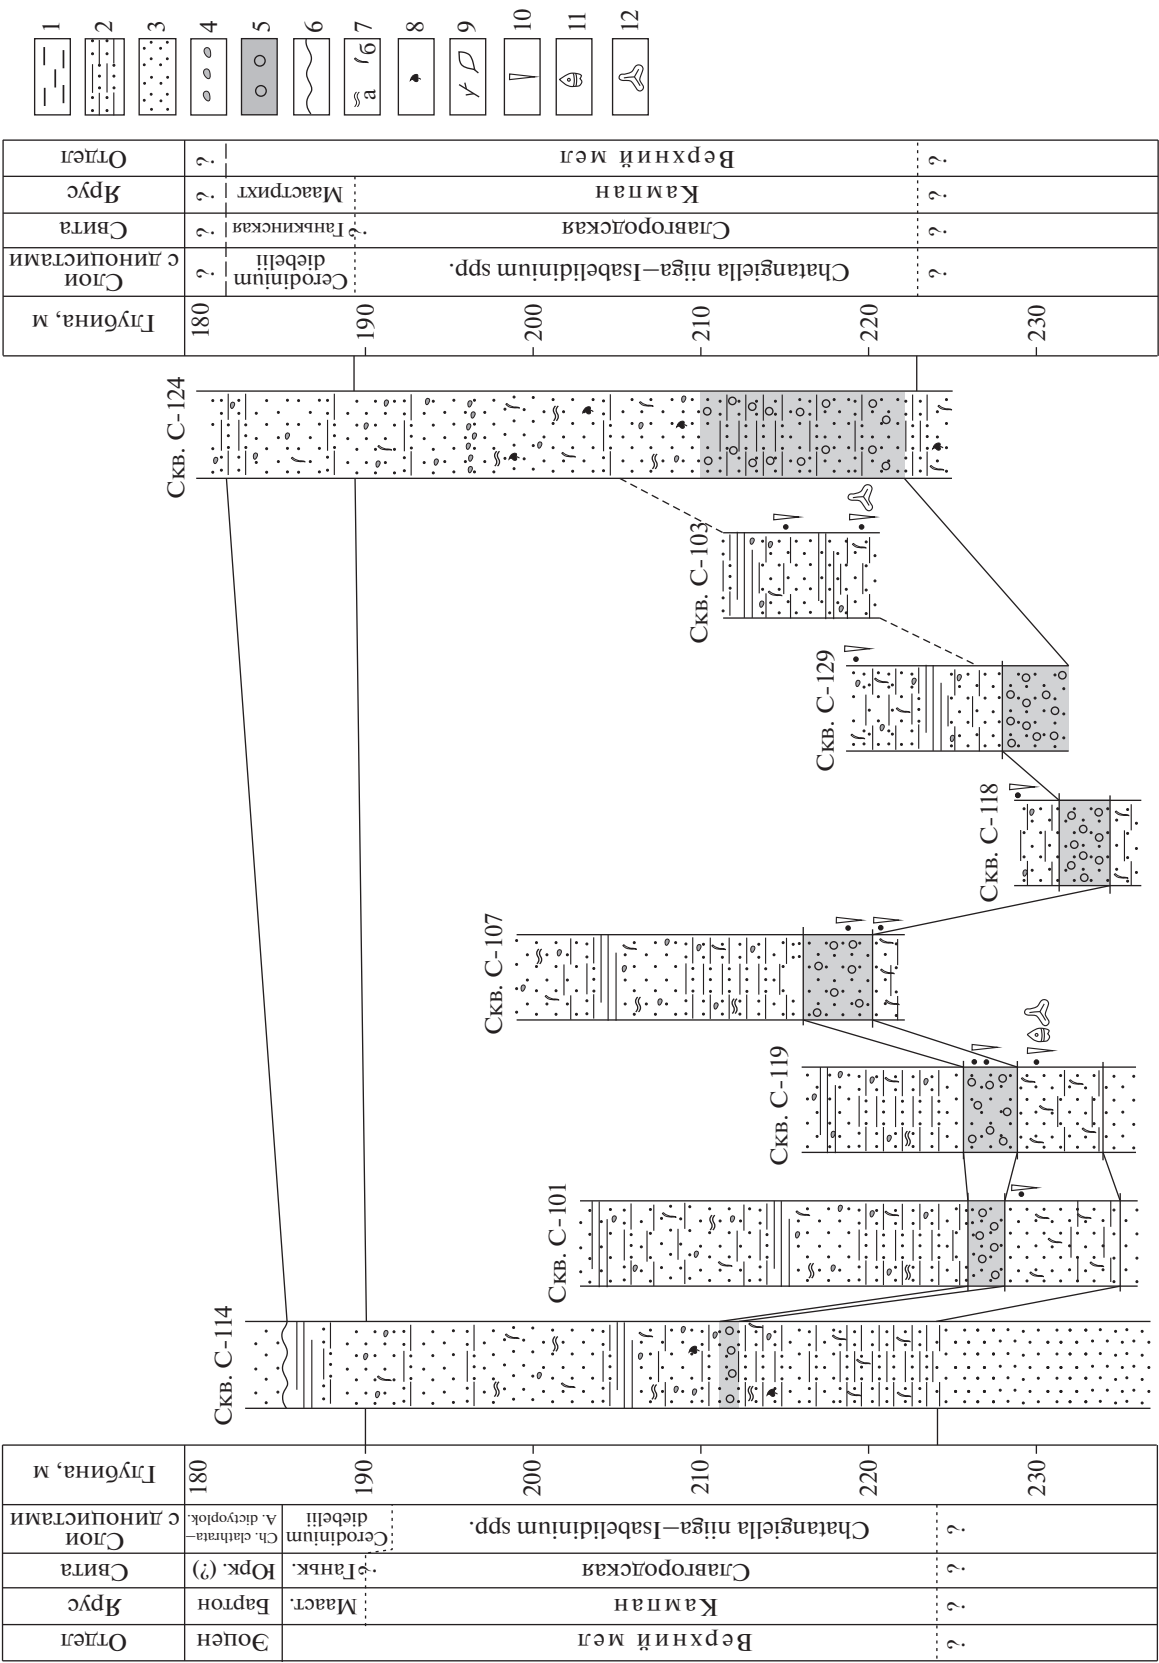 1
2
3
4
5
6
7
а
б
8
9
10
11
12
Отдел
?
Верхний мел
?
Ярус
?
Маастрихт
Кампан
?
Свита
?
Ганькинская
?
Славгородская
?
Слои
с диноцистами
?
Cerodinium
diebelii
Chatangiella niiga–Isabelidinium spp.
?
Глубина, м
180
190
200
210
220
230
Скв. С-124
Скв. С-103
Скв. С-129
Скв. С-118
Скв. С-107
Скв. С-119
Скв. С-101
Скв. С-114
Глубина, м
180
190
200
210
220
230
Слои
с диноцистами
Ch. clathrata–
A. dictyoplok.
Cerodinium
diebelii
Chatangiella niiga–Isabelidinium spp.
?
Свита
Юрк. (?)
Ганьк.
?
Славгородская
?
Ярус
Бартон
Мааст.
Кампан
?
Отдел
Эоцен
Верхний мел
?